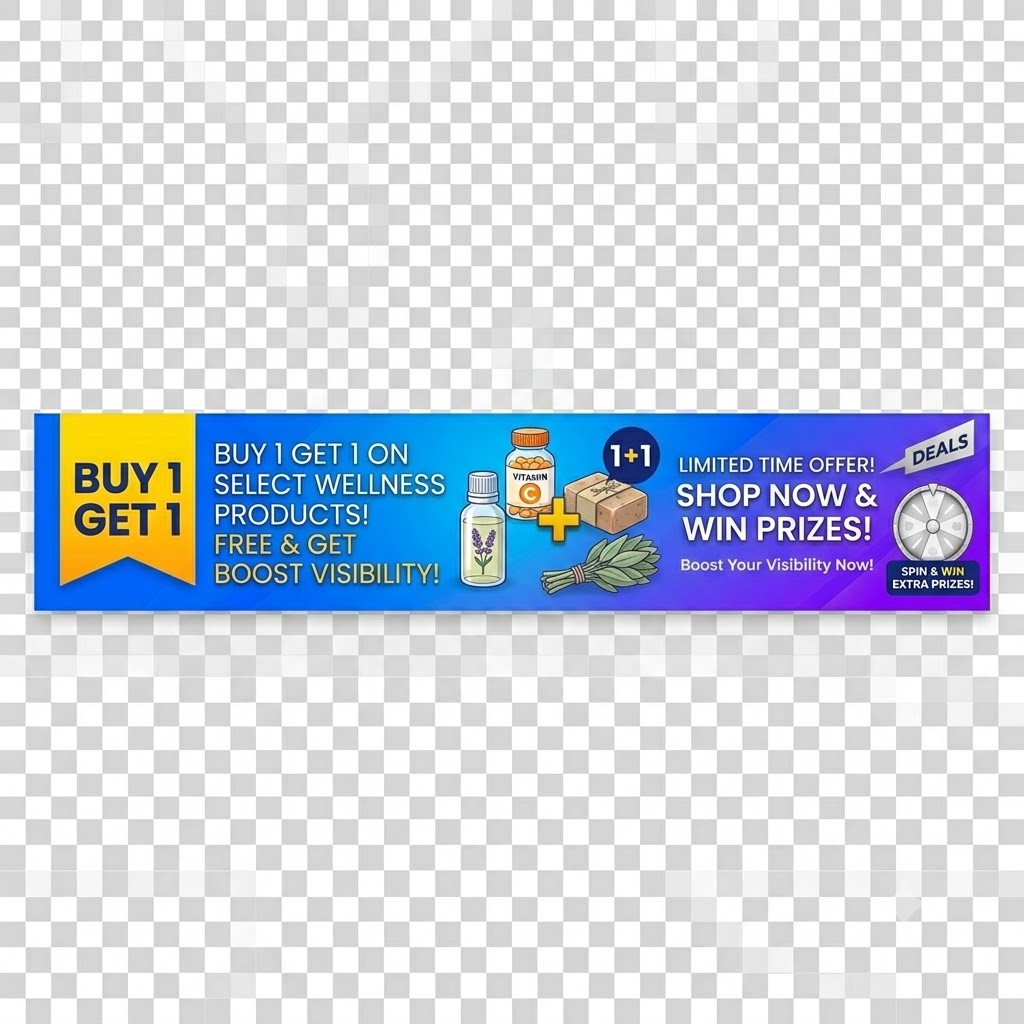 BUY 1
GET 1
BUY 1 GET 1 ON
SELECT WELLNESS
PRODUCTS!
FREE & GET
BOOST VISIBILITY!
VITASIIN
C
1+1
LIMITED TIME OFFER!
SHOP NOW &
WIN PRIZES!
Boost Your Visibility Now!
DEALS
SPIN & WIN
EXTRA PRIZES!